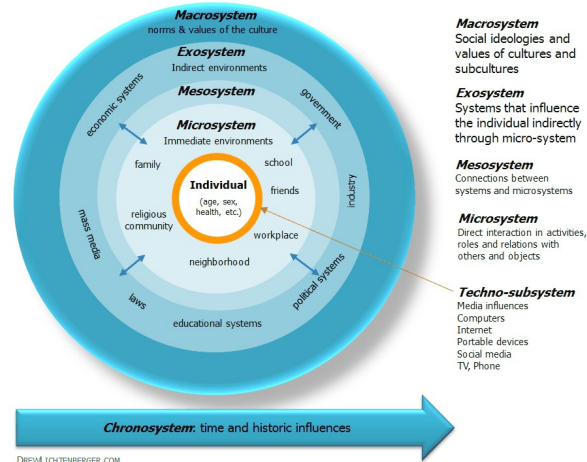 Macrosystem
norms & values of the culture
Exosystem
Indirect environments
Mesosystem
Microsystem
Immediate environments
economic systems
government
family
school
Individual
(age, sex,
health, etc.)
friends
industry
mass media
religious
community
workplace
neighborhood
laws
political systems
educational systems
Macrosystem
Social ideologies and
values of cultures and
subcultures
Exosystem
Systems that influence
the individual indirectly
through micro-system
Mesosystem
Connections between
systems and microsystems
Microsystem
Direct interaction in activities,
roles and relations with
others and objects
Techno-subsystem
Media influences
Computers
Internet
Portable devices
Social media
TV, Phone
Chronosystem: time and historic influences
DREWLICHTENBERGER.COM